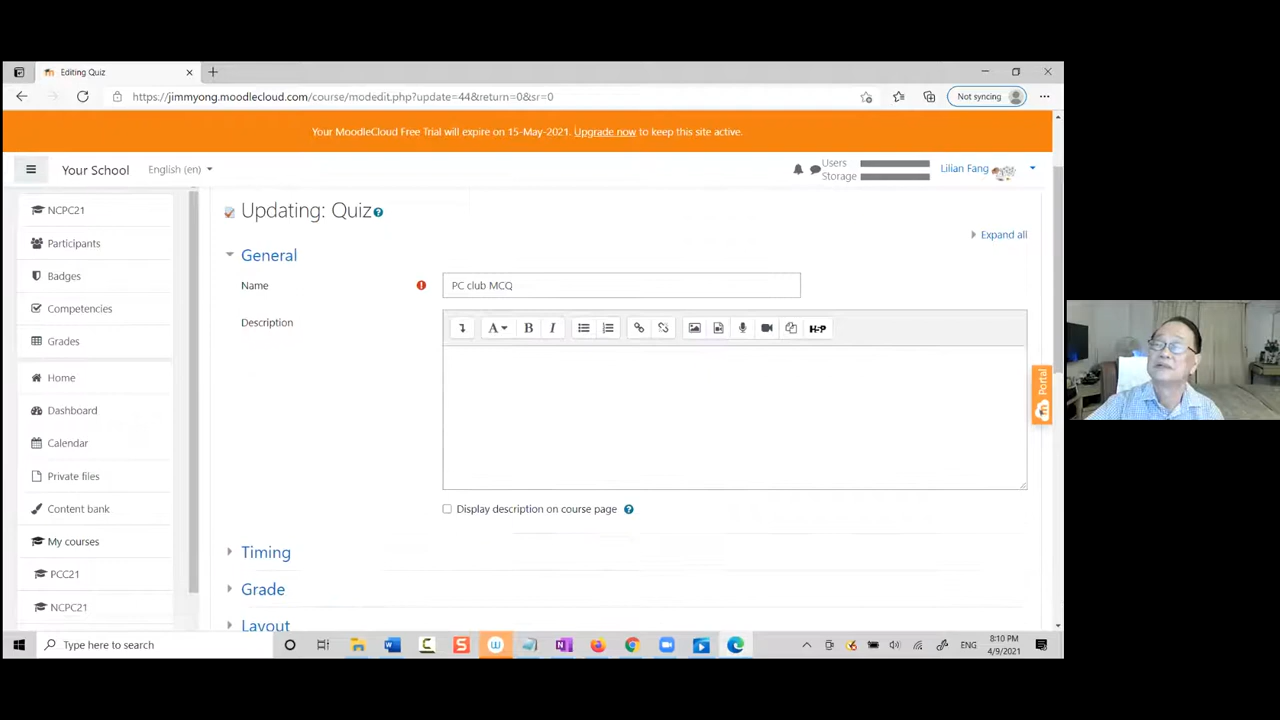 Editing Quiz
https://jimmyyong.moodlecloud.com/course/modedit.php?update=44&return=0&sr=0
Not syncing
Your MoodleCloud Free Trial will expire on 15-May-2021. Upgrade now to keep this site active.
Your School
English (en)
Users
Storage
Lilian Fang
NCPC21
Participants
Badges
Competencies
Grades
Home
Dashboard
Calendar
Private files
Content bank
My courses
PCC21
NCPC21
Updating: Quiz
Expand all
General
Name
PC club MCQ
Description
A
B
I
H-P
Display description on course page
Timing
Grade
Layout
Portal
Type here to search
ENG
8:10 PM
4/9/2021